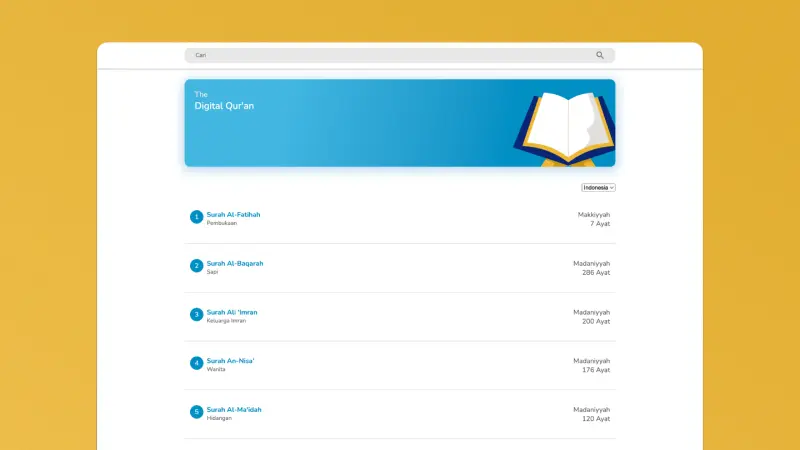 Cari
The
Digital Qur'an
Indonesia
1 Surah Al-Fatihah Makkiyyah
Pembukaan 7 Ayat
2 Surah Al-Baqarah Madaniyyah
Sapi 286 Ayat
3 Surah Ali 'Imran Madaniyyah
Keluarga Imran 200 Ayat
4 Surah An-Nisa' Madaniyyah
Wanita 176 Ayat
5 Surah Al-Ma'idah Madaniyyah
Hidangan 120 Ayat